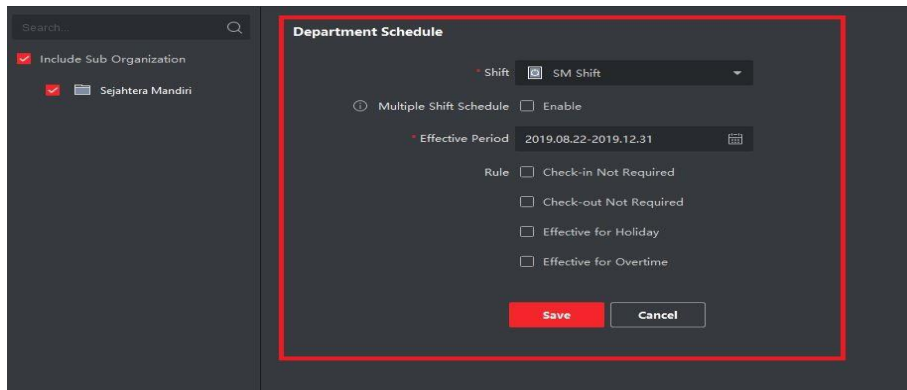 Search...
Include Sub Organization
Sejahtera Mandiri
Department Schedule
* Shift SM Shift
Multiple Shift Schedule Enable
* Effective Period 2019.08.22-2019.12.31
Rule Check-in Not Required
Check-out Not Required
Effective for Holiday
Effective for Overtime
Save Cancel